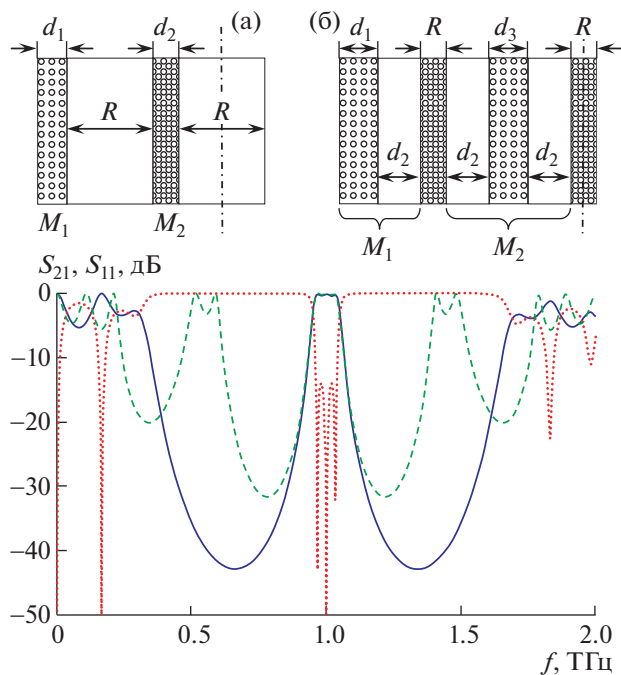 d₁ d₂ (а)
R R
M₁ M₂
(б)
d₁ R d₃ R
d₂ d₂ d₂
M₁ M₂
S₂₁, S₁₁, дБ
0
−10
−20
−30
−40
−50
0 0.5 1.0 1.5 2.0
f, ТГц